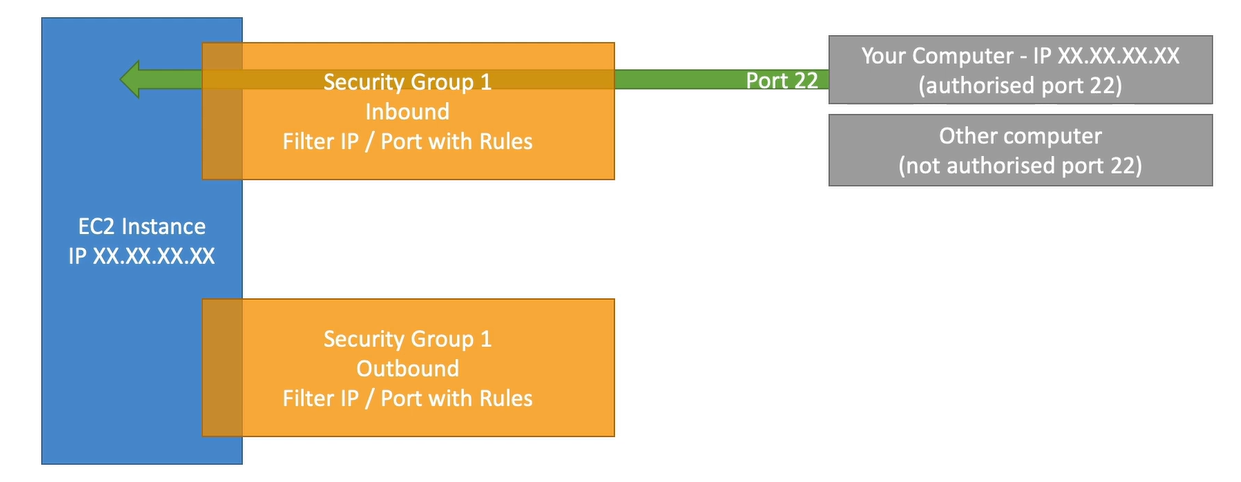 Security Group 1
Inbound
Filter IP / Port with Rules
Port 22
Your Computer - IP XX.XX.XX.XX
(authorised port 22)
Other computer
(not authorised port 22)
EC2 Instance
IP XX.XX.XX.XX
Security Group 1
Outbound
Filter IP / Port with Rules